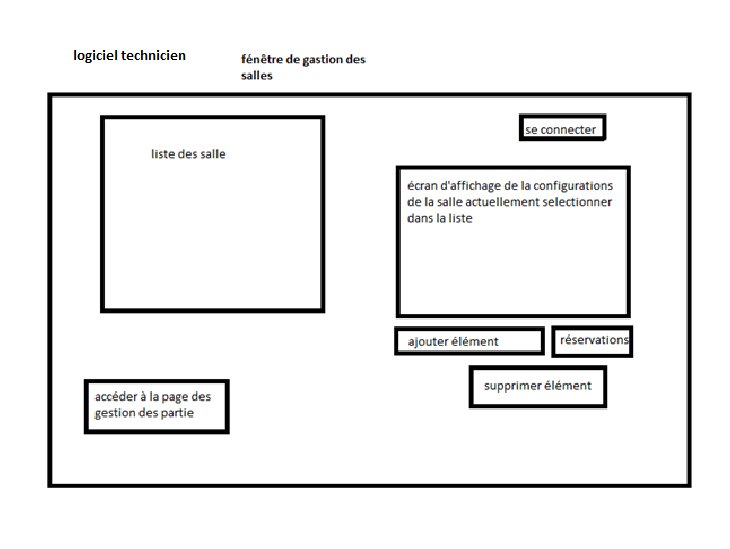 logiciel technicien
fénêtre de gastion des
salles
liste des salle
se connecter
écran d'affichage de la configurations
de la salle actuellement selectionner
dans la liste
ajouter élément
réservations
supprimer élément
accéder à la page des
gestion des partie